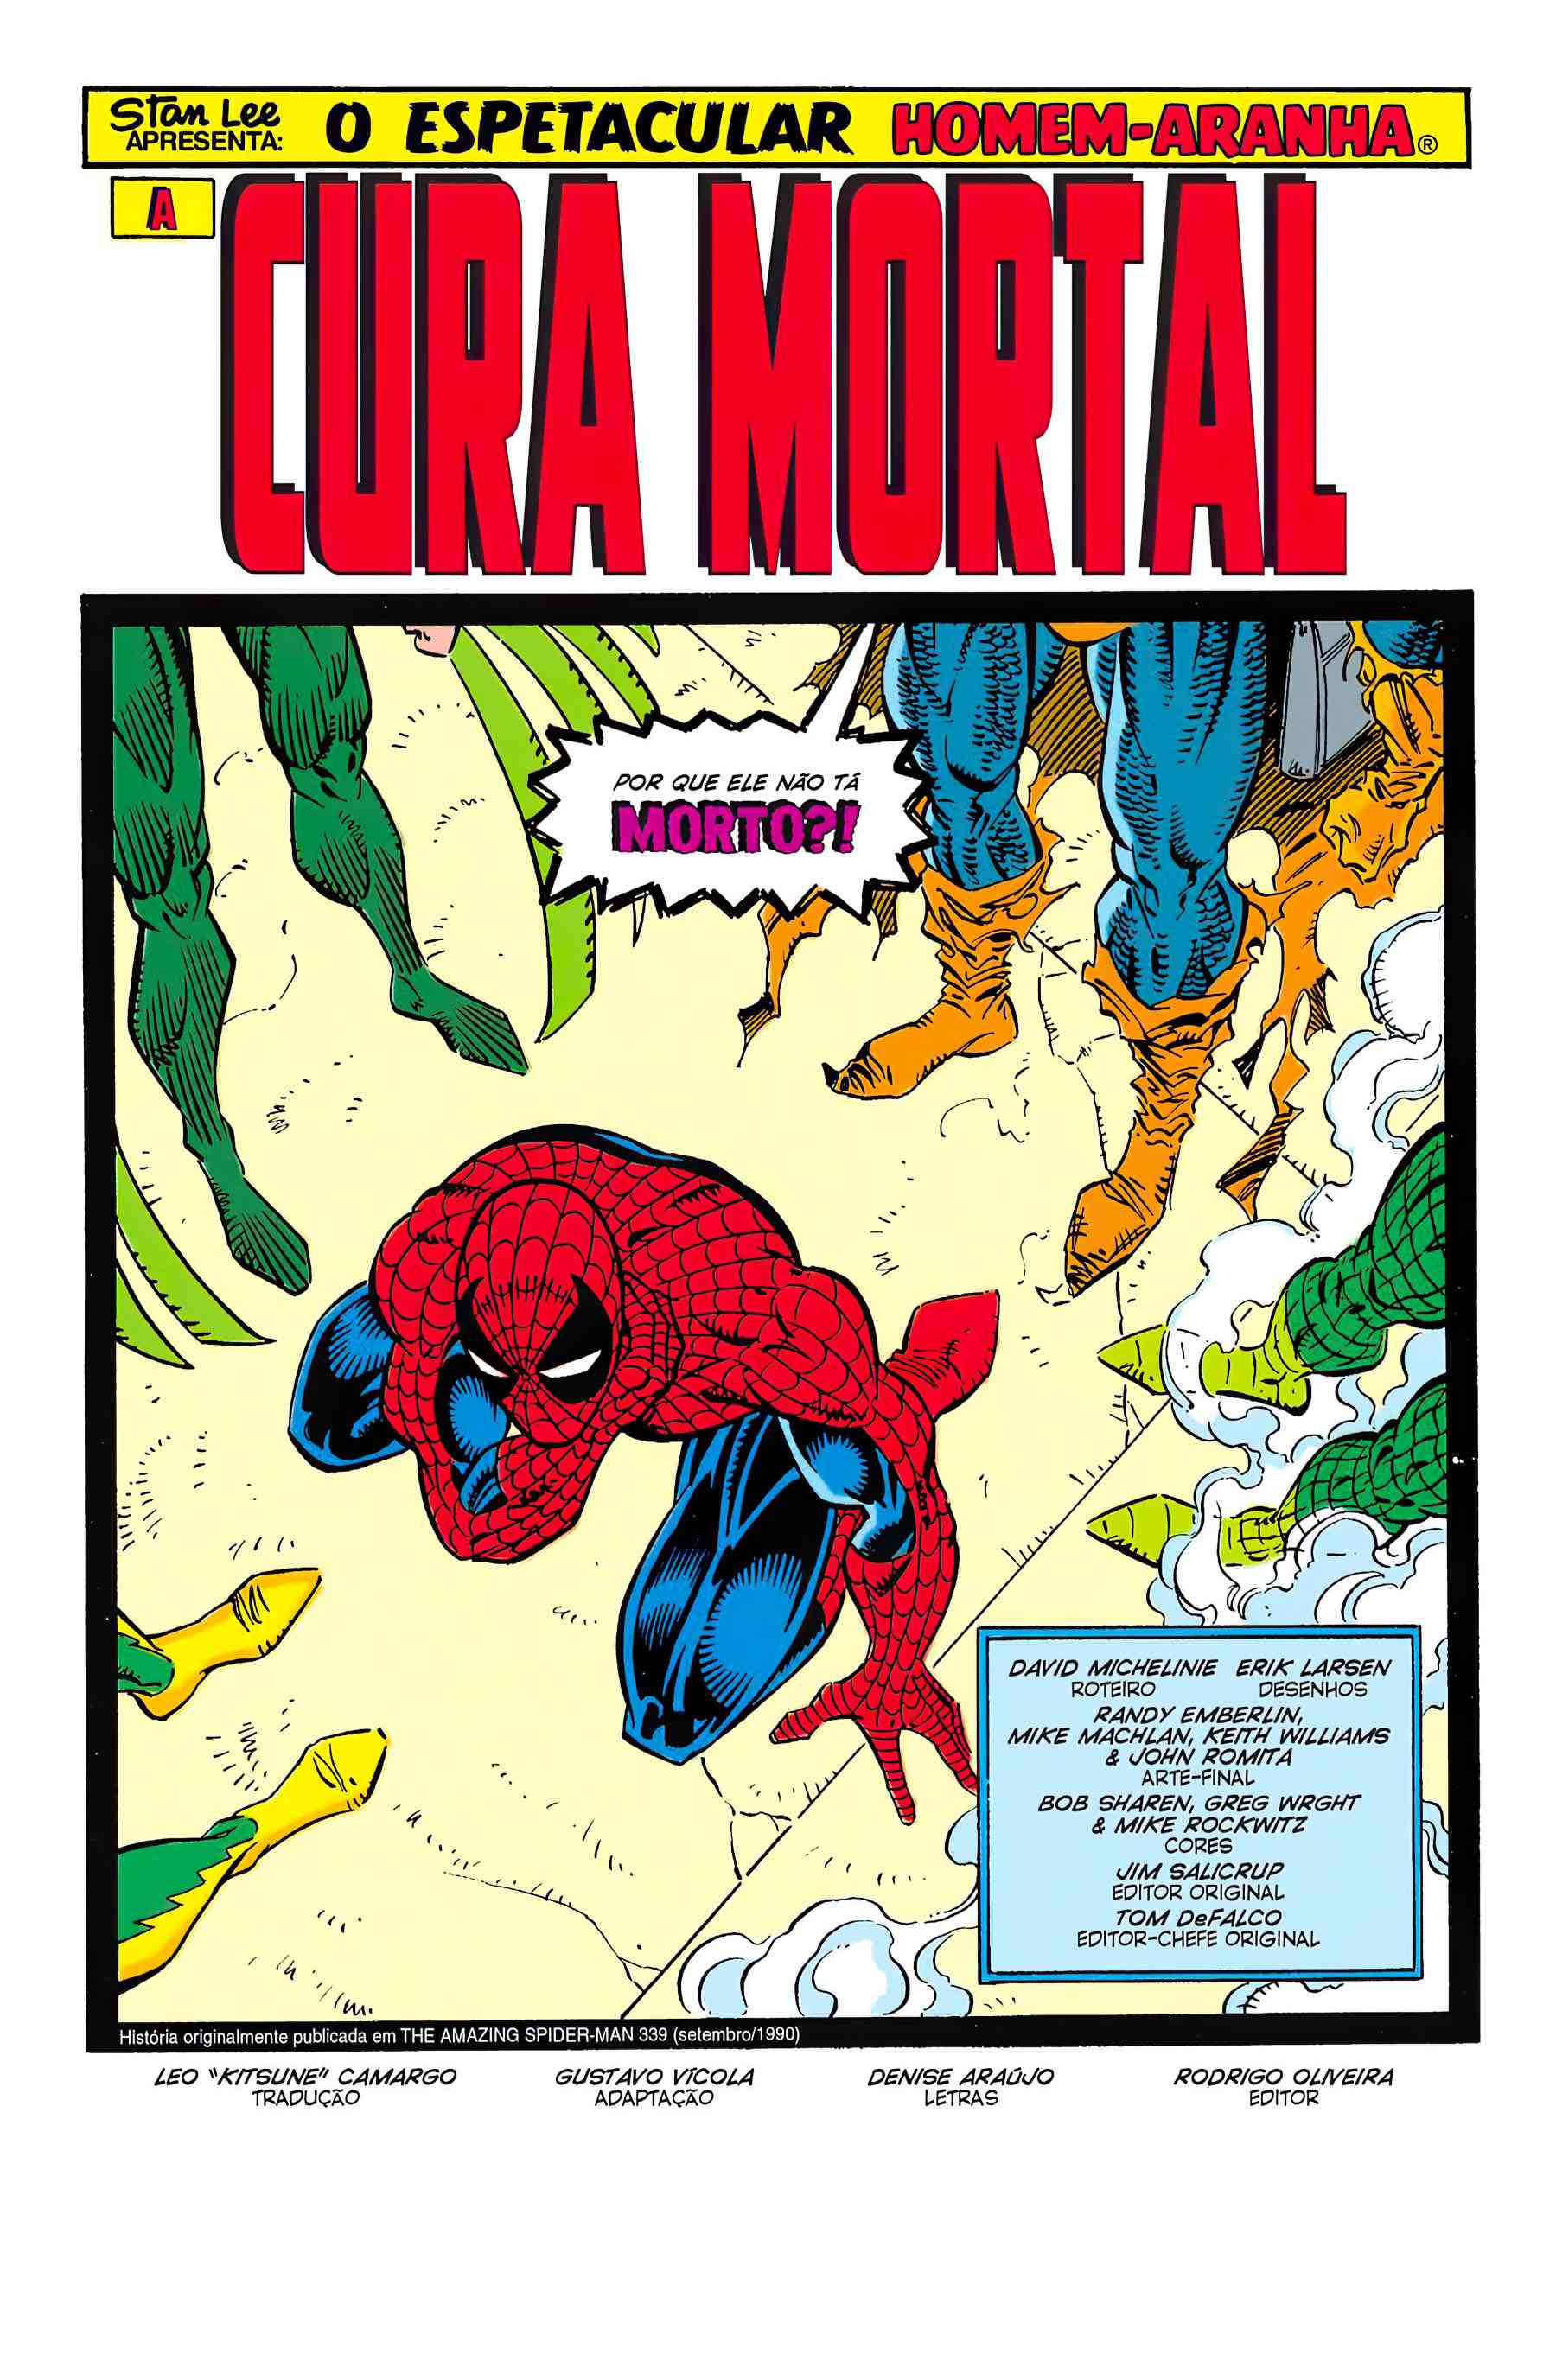 Stan Lee
APRESENTA:
O ESPETACULAR HOMEM-ARANHA®
A
CURA MORTAL
POR QUE ELE NÃO TÁ
MORTO?!
DAVID MICHELINIE ERIK LARSEN
ROTEIRO DESENHOS
RANDY EMBERLIN,
MIKE MACHLAN, KEITH WILLIAMS
& JOHN ROMITA
ARTE-FINAL
BOB SHAREN, GREG WRGHT
& MIKE ROCKWITZ
CORES
JIM SALICRUP
EDITOR ORIGINAL
TOM DeFALCO
EDITOR-CHEFE ORIGINAL
História originalmente publicada em THE AMAZING SPIDER-MAN 339 (setembro/1990)
LEO “KITSUNE” CAMARGO
TRADUÇÃO
GUSTAVO VÍCOLA
ADAPTAÇÃO
DENISE ARAÚJO
LETRAS
RODRIGO OLIVEIRA
EDITOR